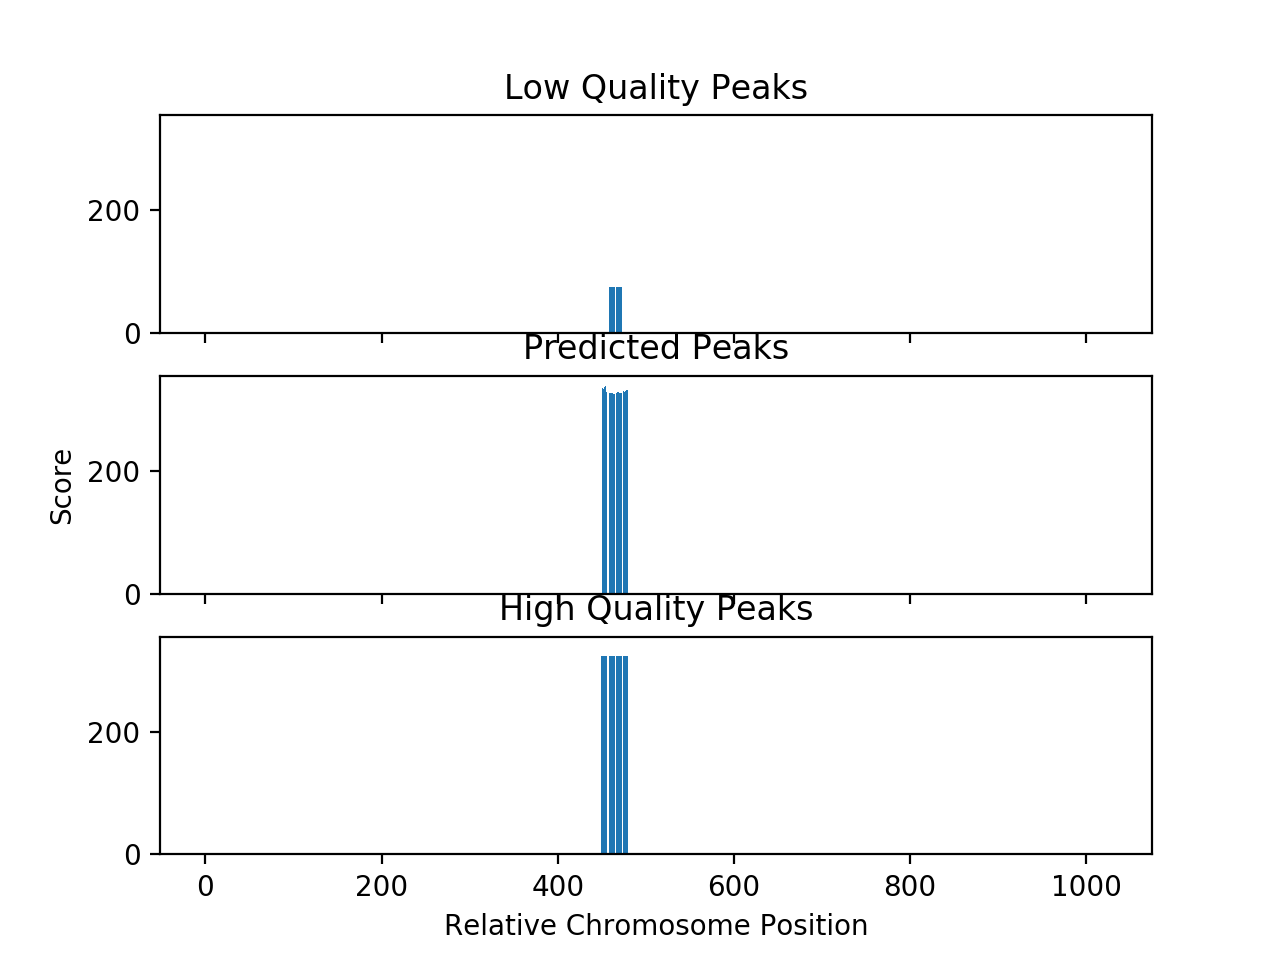 Low Quality Peaks
200
0
Predicted Peaks
Score
200
0
High Quality Peaks
200
0
0 200 400 600 800 1000
Relative Chromosome Position